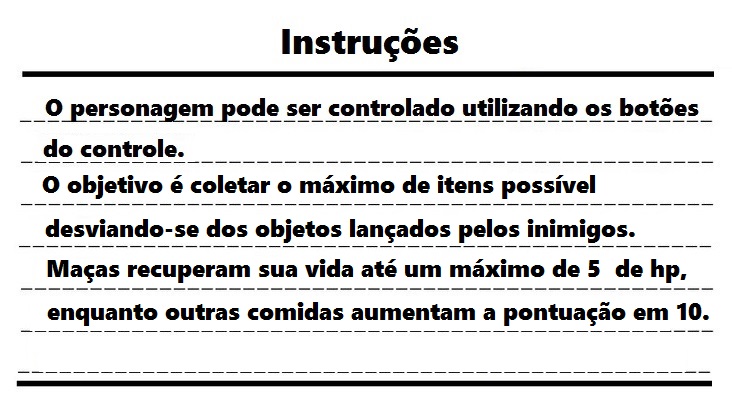 Instruções
O personagem pode ser controlado utilizando os botões
do controle.
O objetivo é coletar o máximo de itens possível
desviando-se dos objetos lançados pelos inimigos.
Maças recuperam sua vida até um máximo de 5 de hp,
enquanto outras comidas aumentam a pontuação em 10.